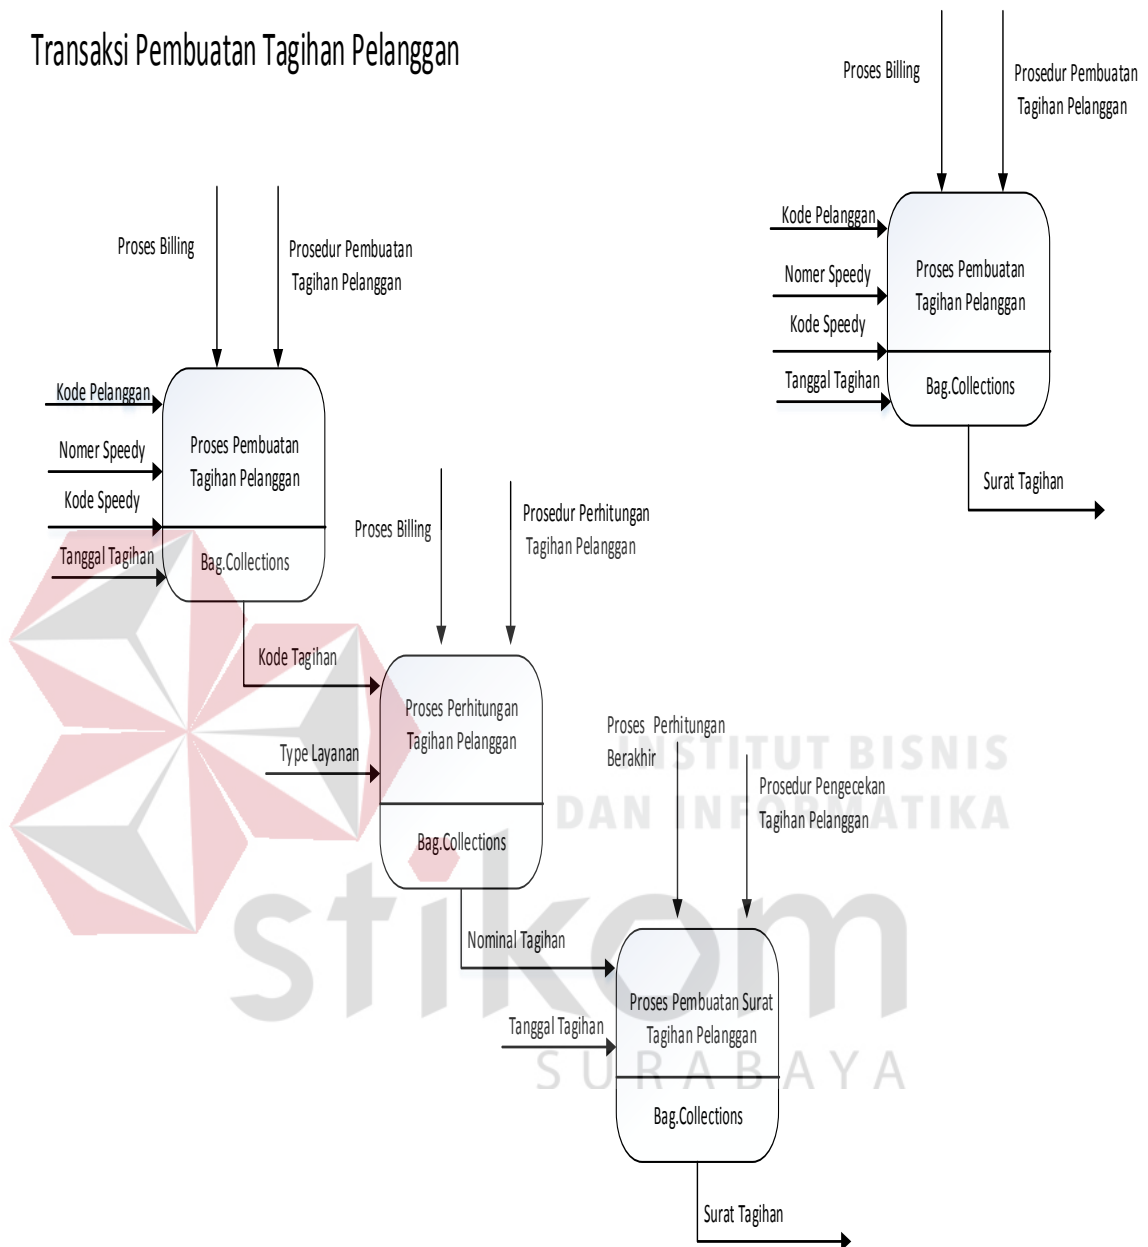 Transaksi Pembuatan Tagihan Pelanggan
Proses Billing
Prosedur Pembuatan
Tagihan Pelanggan
Kode Pelanggan
Nomer Speedy
Kode Speedy
Tanggal Tagihan
Proses Pembuatan
Tagihan Pelanggan
Bag.Collections
Surat Tagihan
Proses Billing
Prosedur Pembuatan
Tagihan Pelanggan
Kode Pelanggan
Nomer Speedy
Kode Speedy
Tanggal Tagihan
Proses Pembuatan
Tagihan Pelanggan
Bag.Collections
Kode Tagihan
Proses Billing
Prosedur Perhitungan
Tagihan Pelanggan
Type Layanan
Proses Perhitungan
Tagihan Pelanggan
Bag.Collections
Nominal Tagihan
Proses Perhitungan
Berakhir
Prosedur Pengecekan
Tagihan Pelanggan
Tanggal Tagihan
Proses Pembuatan Surat
Tagihan Pelanggan
Bag.Collections
Surat Tagihan
INSTITUT BISNIS
DAN INFORMATIKA
stikom
SURABAYA